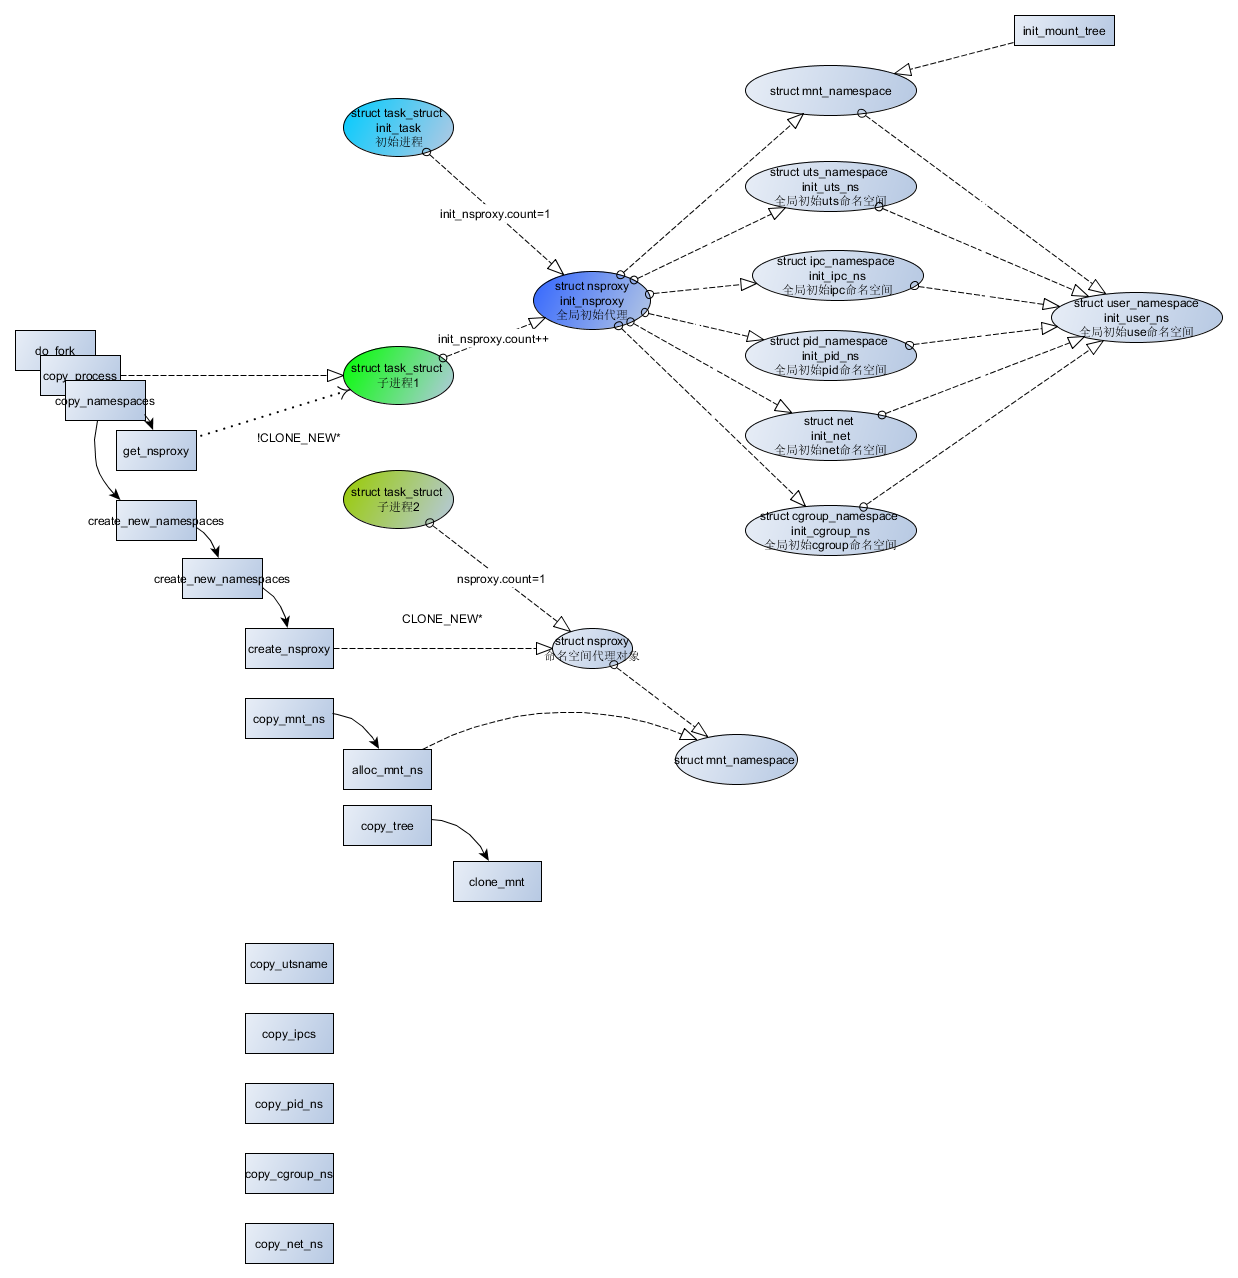 init_mount_tree
struct mnt_namespace
struct task_struct
init_task
初始进程
struct uts_namespace
init_uts_ns
全局初始uts命名空间
init_nsproxy.count=1
struct ipc_namespace
init_ipc_ns
全局初始ipc命名空间
struct nsproxy
init_nsproxy
全局初始代理
struct user_namespace
init_user_ns
全局初始use命名空间
init_nsproxy.count++
struct pid_namespace
init_pid_ns
全局初始pid命名空间
do_fork
copy_process
copy_namespaces
struct task_struct
子进程1
get_nsproxy
!CLONE_NEW*
struct net
init_net
全局初始net命名空间
struct task_struct
子进程2
create_new_namespaces
struct cgroup_namespace
init_cgroup_ns
全局初始cgroup命名空间
create_new_namespaces
nsproxy.count=1
CLONE_NEW*
create_nsproxy
struct nsproxy
命名空间代理对象
copy_mnt_ns
alloc_mnt_ns
struct mnt_namespace
copy_tree
clone_mnt
copy_utsname
copy_ipcs
copy_pid_ns
copy_cgroup_ns
copy_net_ns